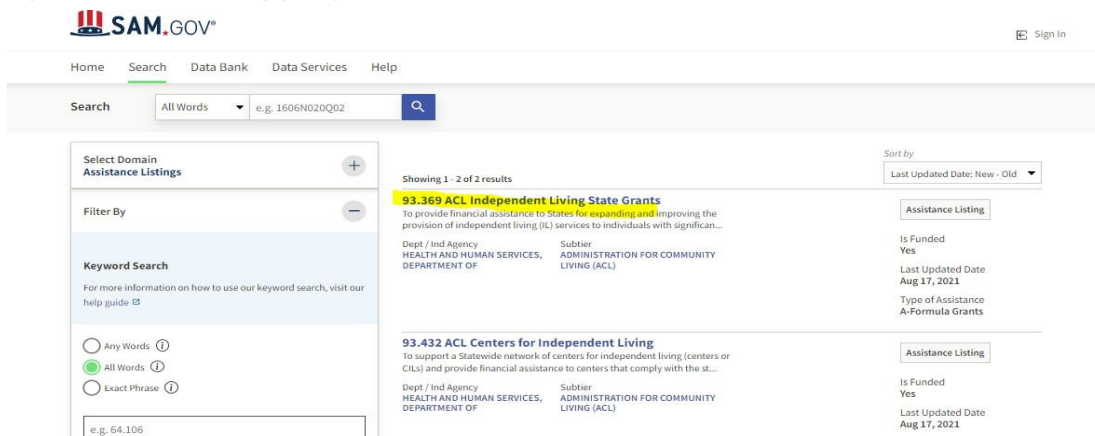 SAM.GOV®
Sign In
Home Search Data Bank Data Services Help
Search All Words e.g. 1606N020Q02
Select Domain
Assistance Listings
Filter By
Keyword Search
For more information on how to use our keyword search, visit our
help guide
Any Words
All Words
Exact Phrase
e.g. 64.106
Sort by
Last Updated Date: New - Old
Showing 1 - 2 of 2 results
93.369 ACL Independent Living State Grants
To provide financial assistance to States for expanding and improving the
provision of independent living (IL) services to individuals with significan...
Dept / Ind Agency
HEALTH AND HUMAN SERVICES,
DEPARTMENT OF
Subtier
ADMINISTRATION FOR COMMUNITY
LIVING (ACL)
Assistance Listing
Is Funded
Yes
Last Updated Date
Aug 17, 2021
Type of Assistance
A-Formula Grants
93.432 ACL Centers for Independent Living
To support a Statewide network of centers for independent living (centers or
CILs) and provide financial assistance to centers that comply with the st...
Dept / Ind Agency
HEALTH AND HUMAN SERVICES,
DEPARTMENT OF
Subtier
ADMINISTRATION FOR COMMUNITY
LIVING (ACL)
Assistance Listing
Is Funded
Yes
Last Updated Date
Aug 17, 2021